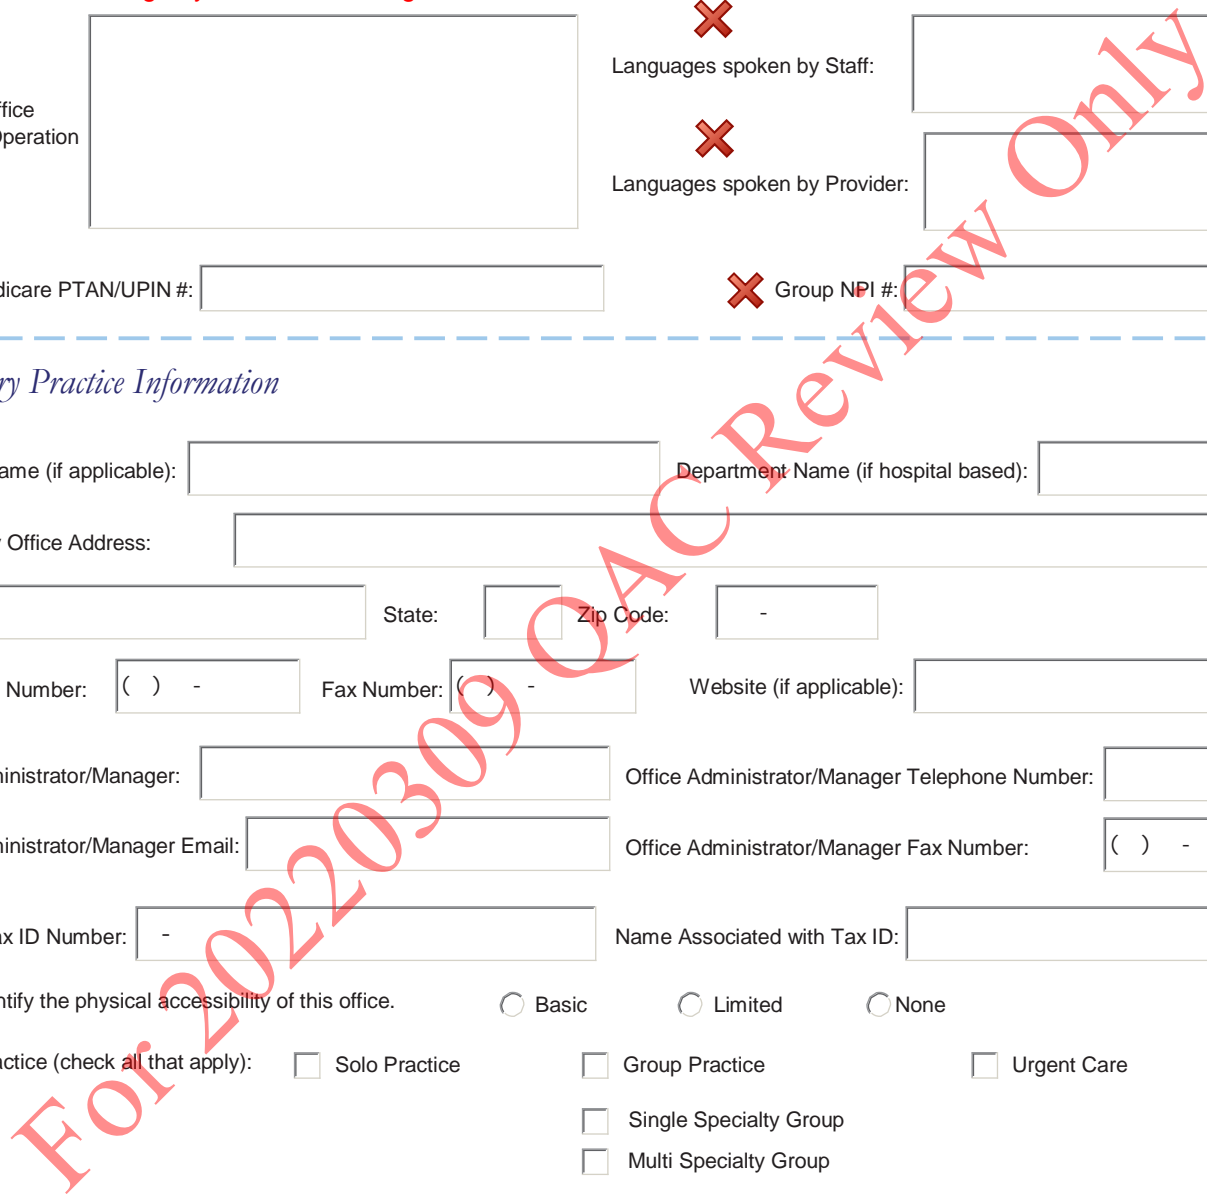 Languages spoken by Staff:
ffice
Operation
Languages spoken by Provider:
dicare PTAN/UPIN #:
Group NPI #:
ry Practice Information
ame (if applicable):
Department Name (if hospital based):
y Office Address:
State:
Zip Code: -
Number: ( ) -
Fax Number: ( ) -
Website (if applicable):
ministrator/Manager:
Office Administrator/Manager Telephone Number:
ministrator/Manager Email:
Office Administrator/Manager Fax Number: ( ) -
ax ID Number: -
Name Associated with Tax ID:
ntify the physical accessibility of this office. Basic Limited None
actice (check all that apply): Solo Practice Group Practice Urgent Care
Single Specialty Group
Multi Specialty Group
For 20220309 QAC Review Only